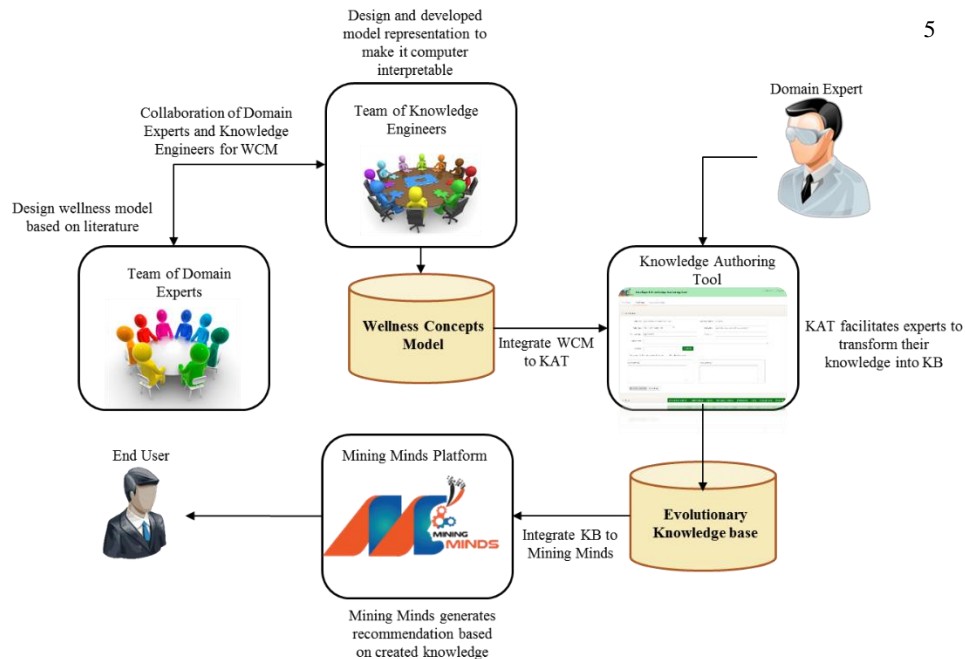 5
Design and developed
model representation to
make it computer
interpretable
Team of Knowledge
Engineers
Collaboration of Domain
Experts and Knowledge
Engineers for WCM
Design wellness model
based on literature
Team of Domain
Experts
Wellness Concepts
Model
Integrate WCM
to KAT
Domain Expert
Knowledge Authoring
Tool
KAT facilitates experts to
transform their
knowledge into KB
Evolutionary
Knowledge base
Integrate KB to
Mining Minds
Mining Minds Platform
MINING
MINDS
Mining Minds generates
recommendation based
on created knowledge
End User